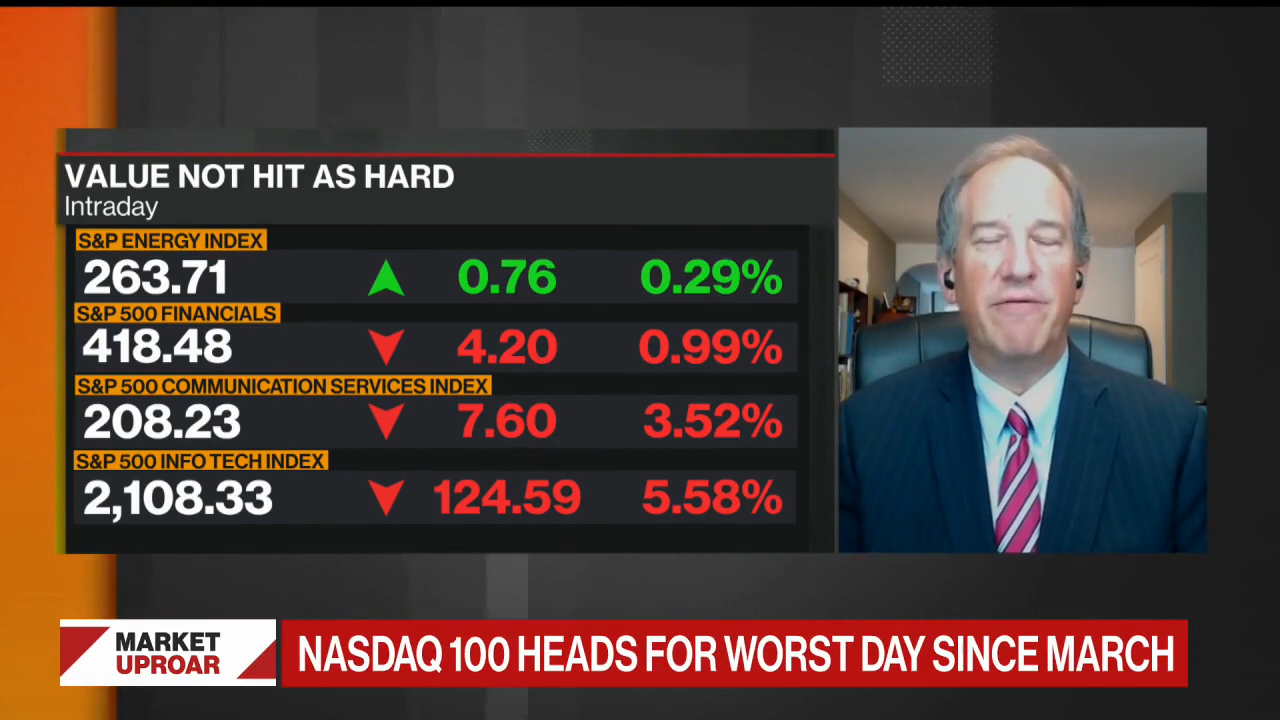 VALUE NOT HIT AS HARD
Intraday
S&P ENERGY INDEX
263.71 0.76 0.29%
S&P 500 FINANCIALS
418.48 4.20 0.99%
S&P 500 COMMUNICATION SERVICES INDEX
208.23 7.60 3.52%
S&P 500 INFO TECH INDEX
2,108.33 124.59 5.58%
MARKET
UPROAR
NASDAQ 100 HEADS FOR WORST DAY SINCE MARCH